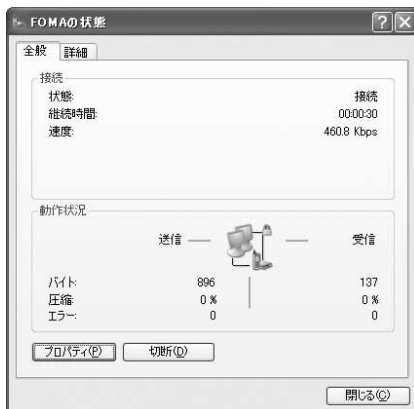 FOMAの状態
全般 詳細
接続
状態: 接続
継続時間: 00:00:30
速度: 460.8 Kbps
動作状況
送信 受信
バイト: 896 137
圧縮: 0 % 0 %
エラー: 0 0
プロパティ(P) 切断(D)
閉じる(C)